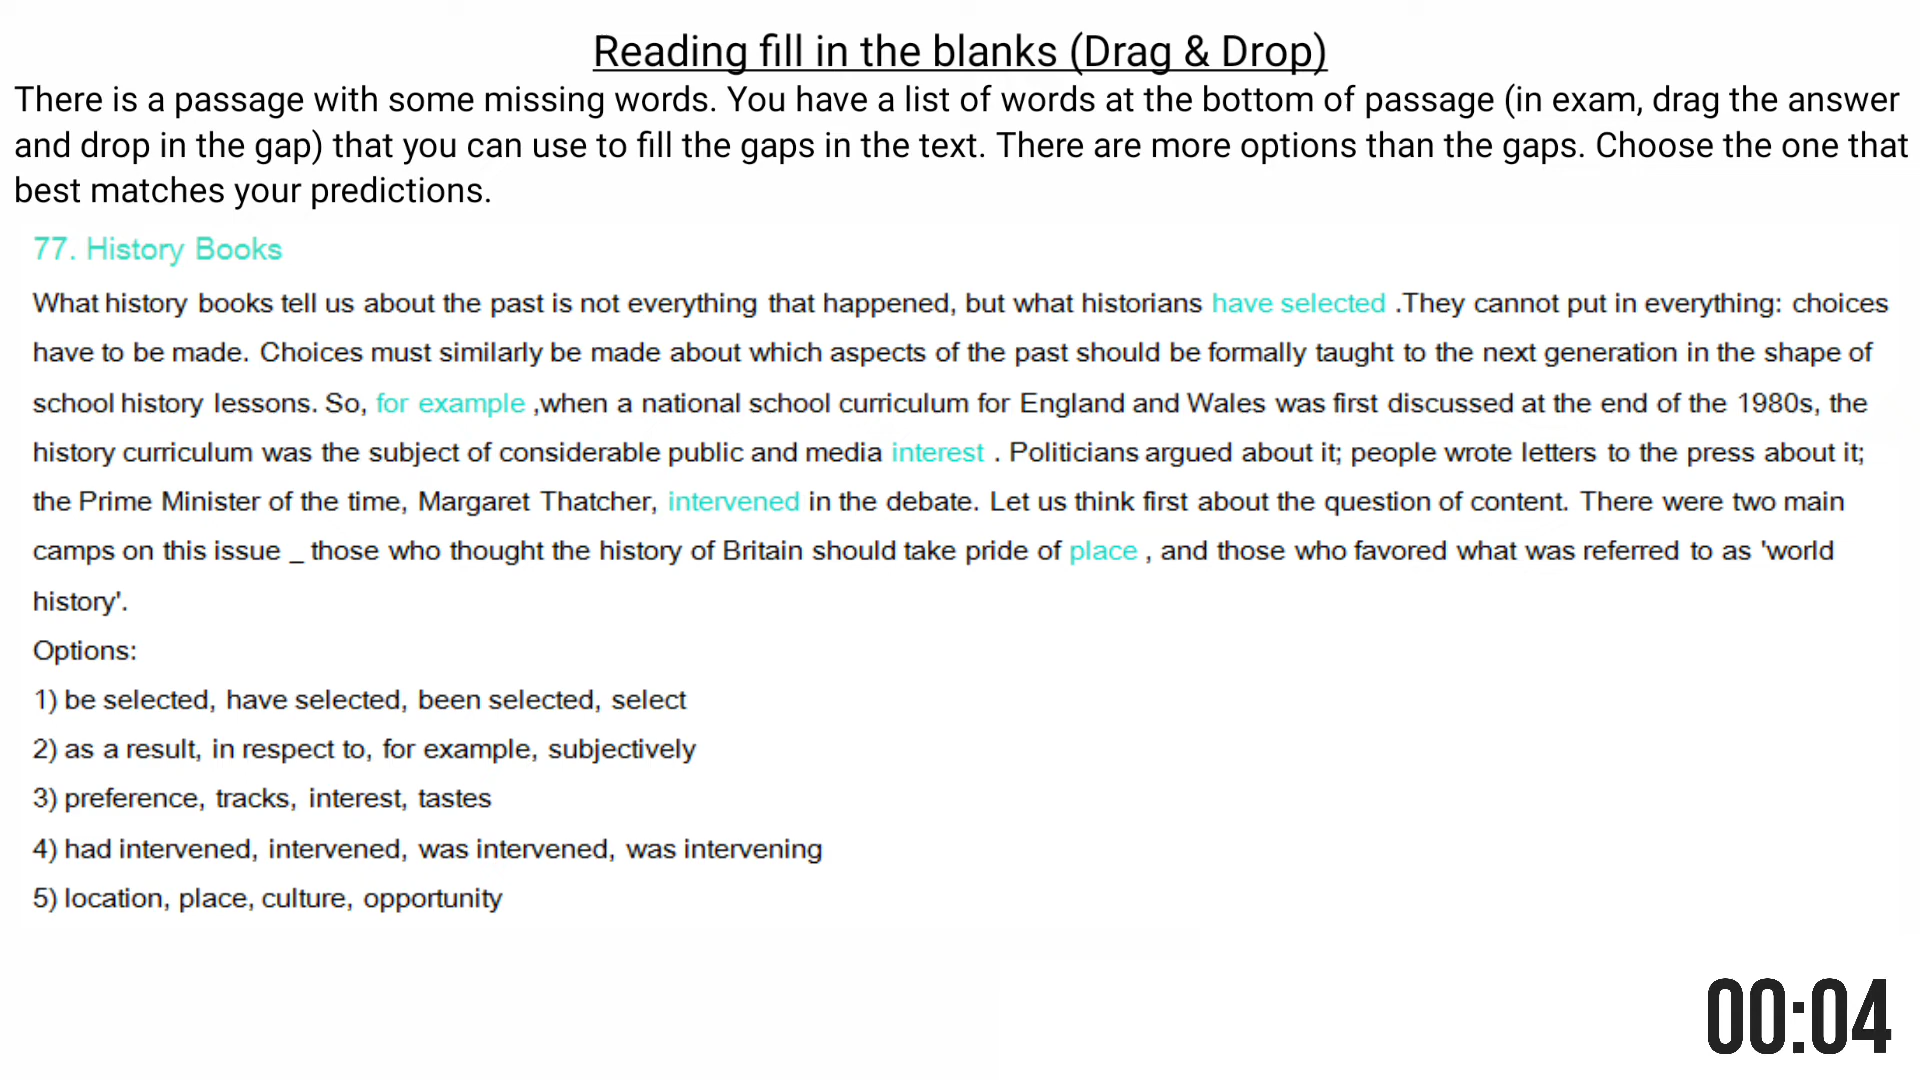 Reading fill in the blanks (Drag & Drop)
There is a passage with some missing words. You have a list of words at the bottom of passage (in exam, drag the answer
and drop in the gap) that you can use to fill the gaps in the text. There are more options than the gaps. Choose the one that
best matches your predictions.
77. History Books
What history books tell us about the past is not everything that happened, but what historians have selected .They cannot put in everything: choices
have to be made. Choices must similarly be made about which aspects of the past should be formally taught to the next generation in the shape of
school history lessons. So, for example ,when a national school curriculum for England and Wales was first discussed at the end of the 1980s, the
history curriculum was the subject of considerable public and media interest . Politicians argued about it; people wrote letters to the press about it;
the Prime Minister of the time, Margaret Thatcher, intervened in the debate. Let us think first about the question of content. There were two main
camps on this issue _ those who thought the history of Britain should take pride of place , and those who favored what was referred to as 'world
history'.
Options:
1) be selected, have selected, been selected, select
2) as a result, in respect to, for example, subjectively
3) preference, tracks, interest, tastes
4) had intervened, intervened, was intervened, was intervening
5) location, place, culture, opportunity
00:04